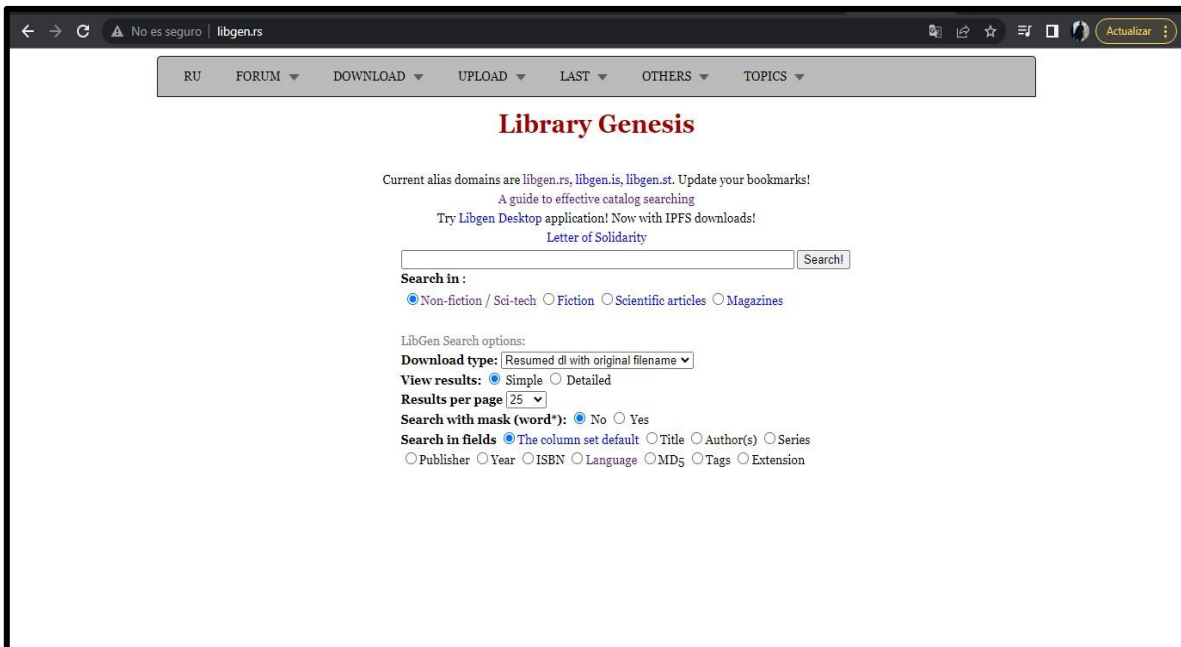 No es seguro libgen.rs Actualizar
RU FORUM DOWNLOAD UPLOAD LAST OTHERS TOPICS
Library Genesis
Current alias domains are libgen.rs, libgen.is, libgen.st. Update your bookmarks!
A guide to effective catalog searching
Try Libgen Desktop application! Now with IPFS downloads!
Letter of Solidarity
Search!
Search in :
Non-fiction / Sci-tech Fiction Scientific articles Magazines
LibGen Search options:
Download type: Resumed dl with original filename
View results: Simple Detailed
Results per page 25
Search with mask (word*): No Yes
Search in fields The column set default Title Author(s) Series
Publisher Year ISBN Language MD5 Tags Extension